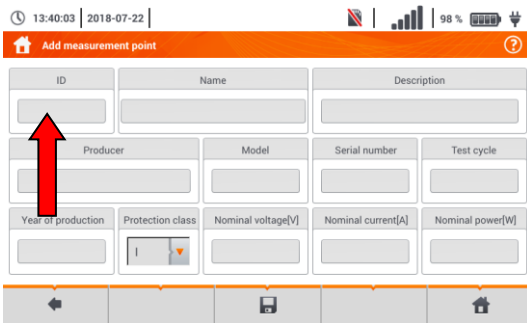 13:40:03 2018-07-22 98 %
Add measurement point ?
ID Name Description
Producer Model Serial number Test cycle
Year of production Protection class Nominal voltage[V] Nominal current[A] Nominal power[W]
I